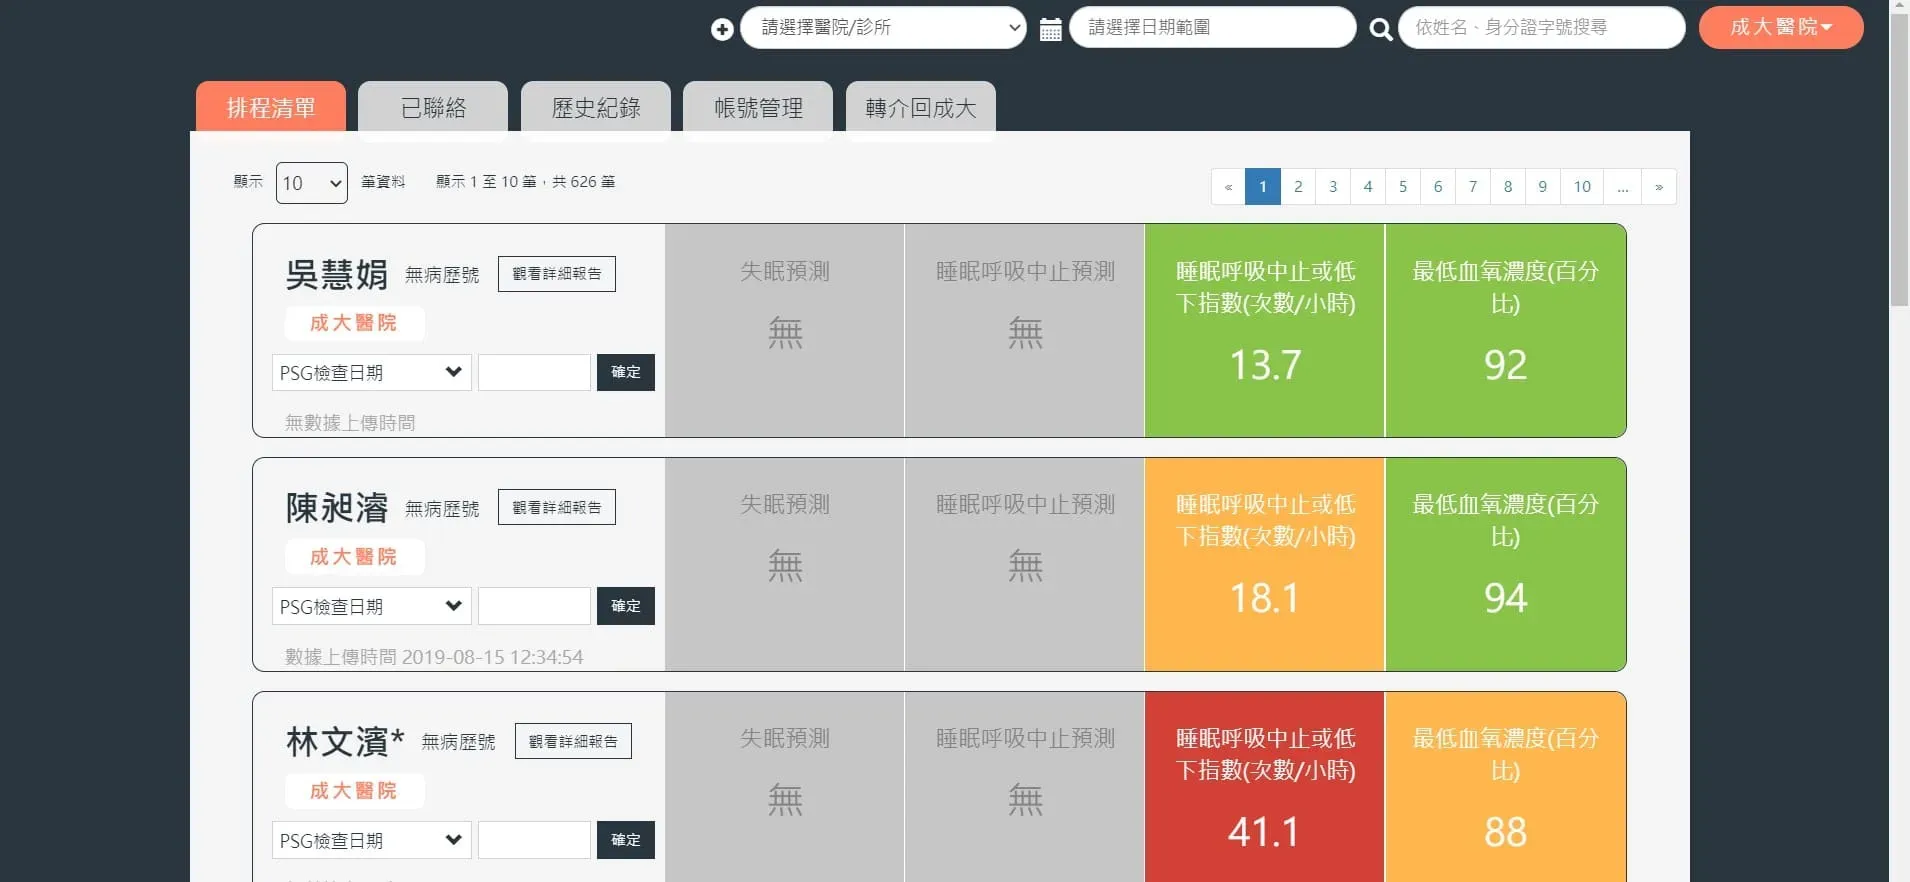 請選擇醫院/診所
請選擇日期範圍
依姓名、身分證字號搜尋
成大醫院
排程清單
已聯絡
歷史紀錄
帳號管理
轉介回成大
顯示 10 筆資料 顯示 1 至 10 筆，共 626 筆
« 1 2 3 4 5 6 7 8 9 10 ... »
吳慧娟 無病歷號 觀看詳細報告
成大醫院
PSG檢查日期 確定
無數據上傳時間
失眠預測
無
睡眠呼吸中止預測
無
睡眠呼吸中止或低
下指數(次數/小時)
13.7
最低血氧濃度(百分
比)
92
陳昶濬 無病歷號 觀看詳細報告
成大醫院
PSG檢查日期 確定
數據上傳時間 2019-08-15 12:34:54
失眠預測
無
睡眠呼吸中止預測
無
睡眠呼吸中止或低
下指數(次數/小時)
18.1
最低血氧濃度(百分
比)
94
林文濱* 無病歷號 觀看詳細報告
成大醫院
PSG檢查日期 確定
失眠預測
無
睡眠呼吸中止預測
無
睡眠呼吸中止或低
下指數(次數/小時)
41.1
最低血氧濃度(百分
比)
88